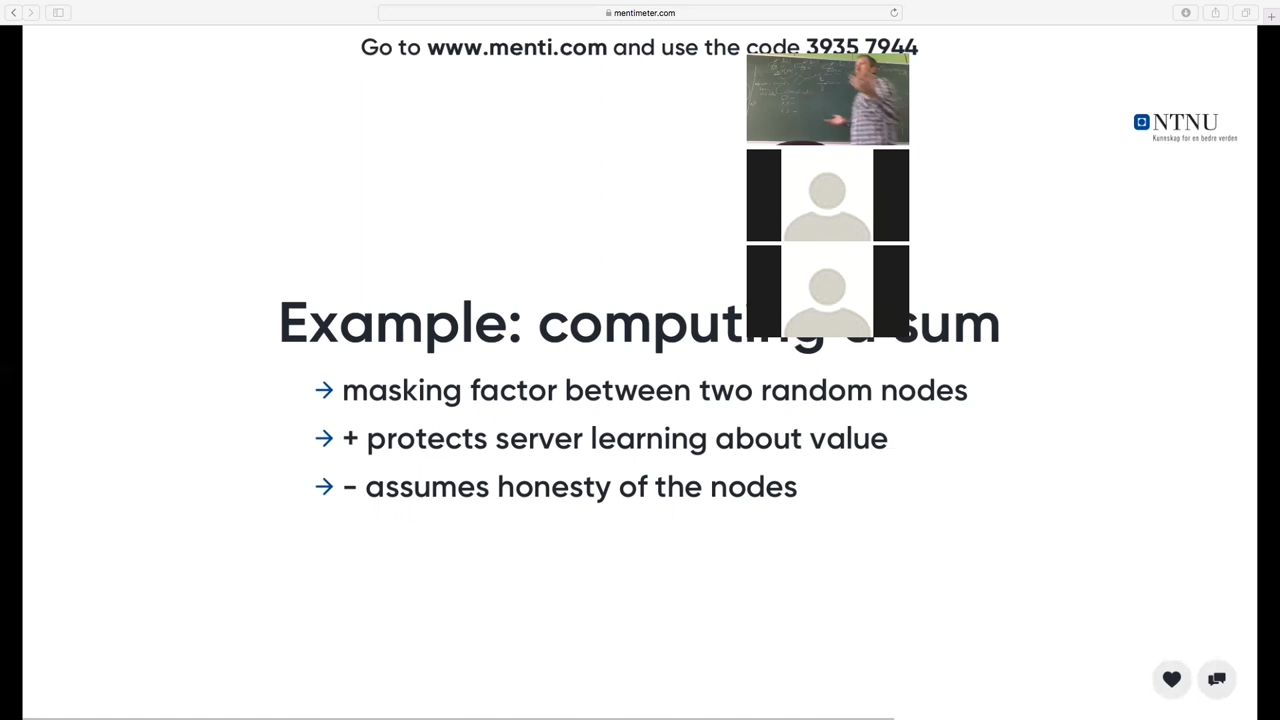 mentimeter.com
Go to www.menti.com and use the code 3935 7944
NTNU
Kunnskap for en bedre verden
Example: computing a sum
→ masking factor between two random nodes
→ + protects server learning about value
→ - assumes honesty of the nodes